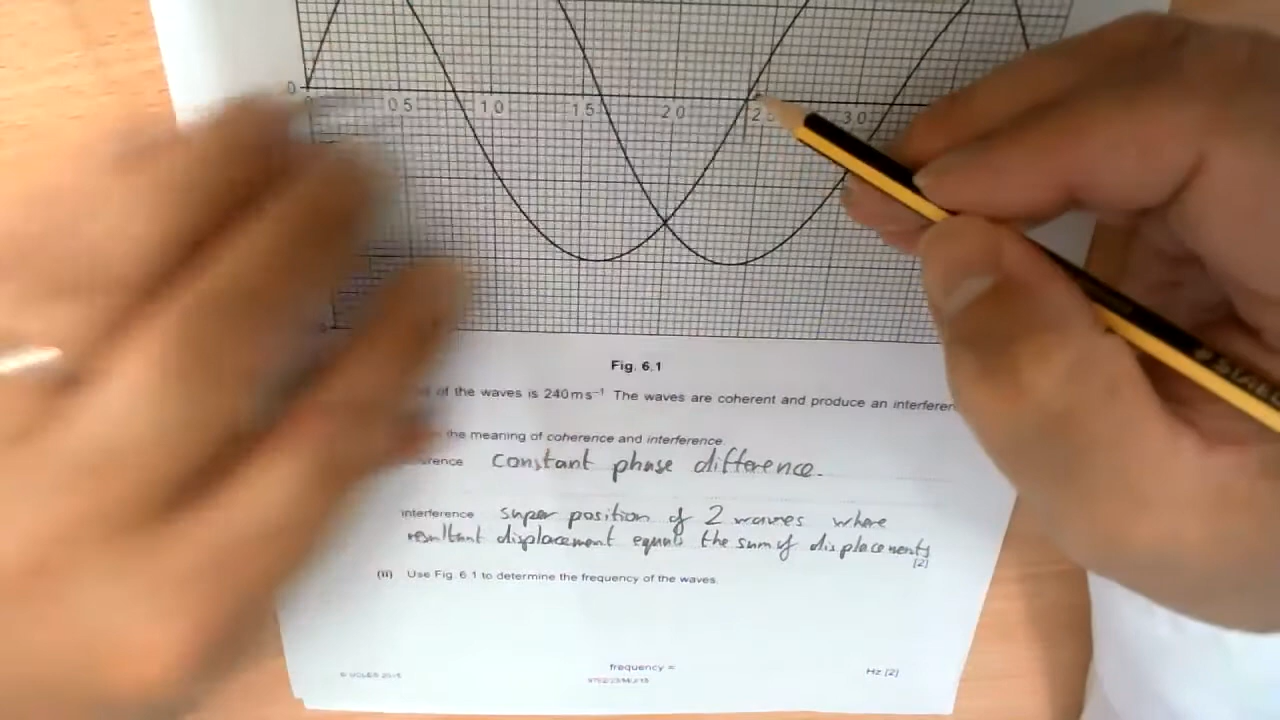 0
0 5 1 0 1 5 2 0 2 3 0
Fig. 6.1
of the waves is 240 m s⁻¹ The waves are coherent and produce an
the meaning of coherence and interference.
constant phase difference.
interference super position of 2 waves where
resultant displacement equals the sum of displacements
[2]
(ii) Use Fig. 6.1 to determine the frequency of the waves.
frequency =
Hz [2]
© UCLES 2015